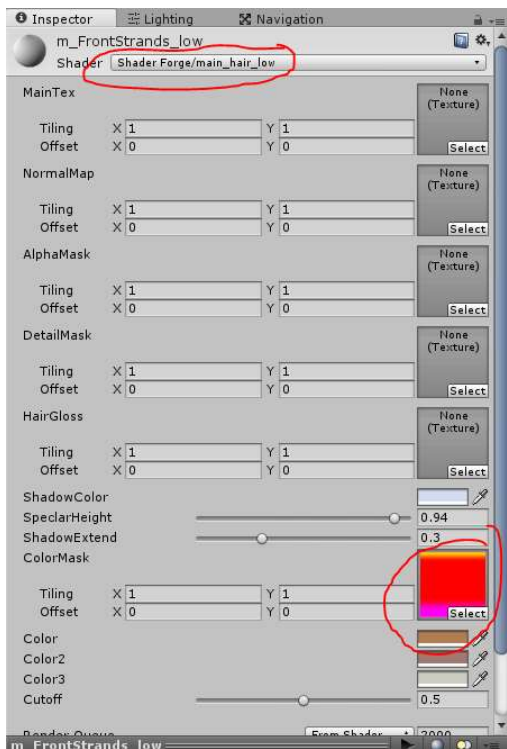 Inspector Lighting Navigation
m_FrontStrands_low
Shader Shader Forge/main_hair_low
MainTex None
(Texture)
Tiling X 1 Y 1
Offset X 0 Y 0 Select
NormalMap None
(Texture)
Tiling X 1 Y 1
Offset X 0 Y 0 Select
AlphaMask None
(Texture)
Tiling X 1 Y 1
Offset X 0 Y 0 Select
DetailMask None
(Texture)
Tiling X 1 Y 1
Offset X 0 Y 0 Select
HairGloss None
(Texture)
Tiling X 1 Y 1
Offset X 0 Y 0 Select
ShadowColor
SpeclarHeight 0.94
ShadowExtend 0.3
ColorMask
Tiling X 1 Y 1
Offset X 0 Y 0 Select
Color
Color2
Color3
Cutoff 0.5
Render Queue From Shader 2000
m_FrontStrands_low